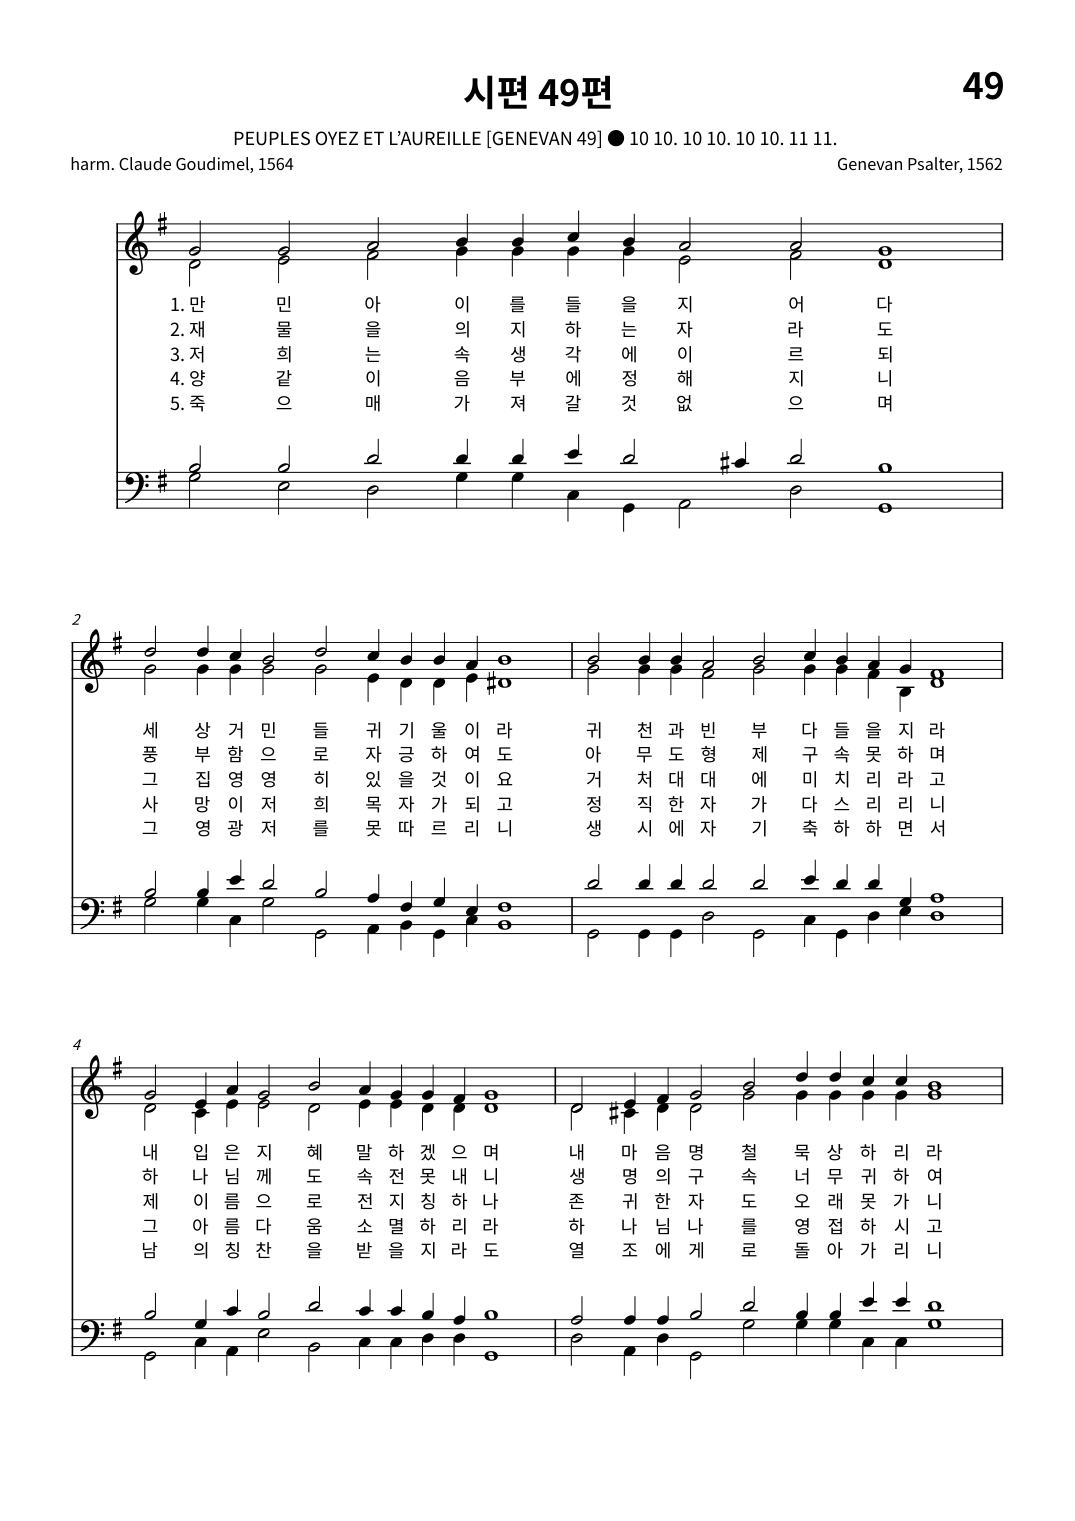 시편 49편
49
PEUPLES OYEZ ET L’AUREILLE [GENEVAN 49] ● 10 10. 10 10. 10 10. 11 11.
harm. Claude Goudimel, 1564
Genevan Psalter, 1562
1. 만 민 아 이 를 들 을 지 어 다
2. 재 물 을 의 지 하 는 자 라 도
3. 저 희 는 속 생 각 에 이 르 되
4. 양 같 이 음 부 에 정 해 지 니
5. 죽 으 매 가 져 갈 것 없 으 며
2
세 상 거 민 들 귀 기 울 이 라 귀 천 과 빈 부 다 들 을 지 라
풍 부 함 으 로 자 긍 하 여 도 아 무 도 형 제 구 속 못 하 며
그 집 영 영 히 있 을 것 이 요 거 처 대 대 에 미 치 리 라 고
사 망 이 저 희 목 자 가 되 고 정 직 한 자 가 다 스 리 리 니
그 영 광 저 를 못 따 르 리 니 생 시 에 자 기 축 하 하 면 서
4
내 입 은 지 혜 말 하 겠 으 며 내 마 음 명 철 묵 상 하 리 라
하 나 님 께 도 속 전 못 내 니 생 명 의 구 속 너 무 귀 하 여
제 이 름 으 로 전 지 칭 하 나 존 귀 한 자 도 오 래 못 가 니
그 아 름 다 움 소 멸 하 리 라 하 나 님 나 를 영 접 하 시 고
남 의 칭 찬 을 받 을 지 라 도 열 조 에 게 로 돌 아 가 리 니